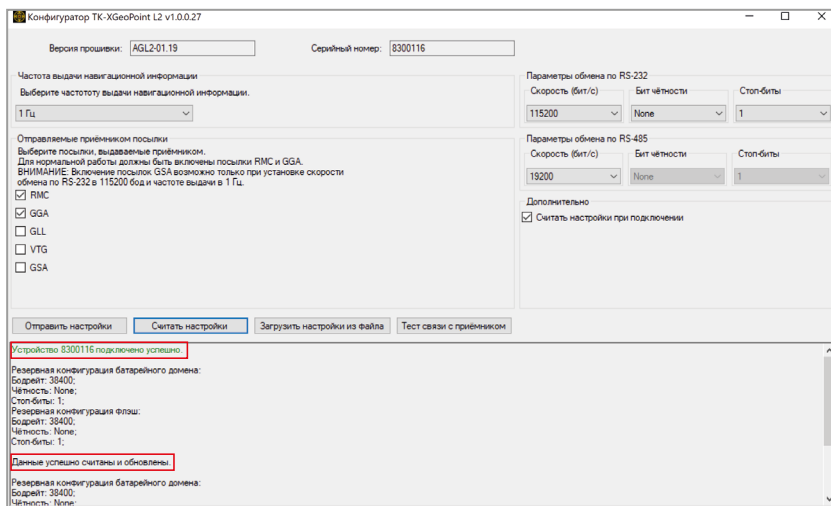 Конфигуратор TK-XGeoPoint L2 v1.0.0.27
Версия прошивки: AGL2-01.19
Серийный номер: 8300116
Частота выдачи навигационной информации
Выберите частототу выдачи навигационной информации.
1 Гц
Отправляемые приёмником посылки
Выберите посылки, выдаваемые приёмником.
Для нормальной работы должны быть включены посылки RMC и GGA.
ВНИМАНИЕ: Включение посылок GSA возможно только при установке скорости
обмена по RS-232 в 115200 бод и частоте выдачи в 1 Гц.
RMC
GGA
GLL
VTG
GSA
Параметры обмена по RS-232
Скорость (бит/с) Бит чётности Стоп-биты
115200 None 1
Параметры обмена по RS-485
Скорость (бит/с) Бит чётности Стоп-биты
19200 None 1
Дополнительно
Считать настройки при подключении
Отправить настройки Считать настройки Загрузить настройки из файла Тест связи с приёмником
Устройство 8300116 подключено успешно.
Резервная конфигурация батарейного домена:
Бодрейт: 38400;
Чётность: None;
Стоп-биты: 1;
Резервная конфигурация Флэш:
Бодрейт: 38400;
Чётность: None;
Стоп-биты: 1;
Данные успешно считаны и обновлены.
Резервная конфигурация батарейного домена:
Бодрейт: 38400;
Чётность: None;